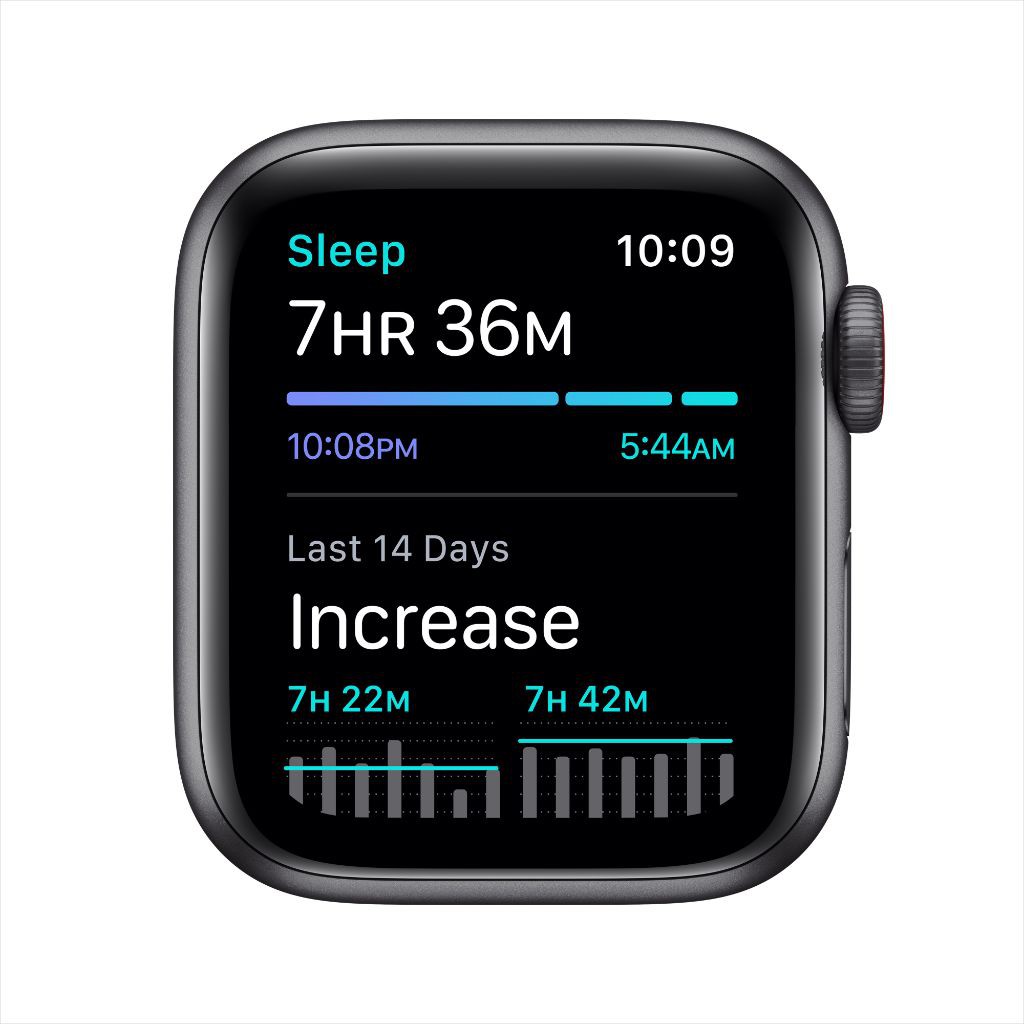 Sleep 10:09
7HR 36M
10:08PM 5:44AM
Last 14 Days
Increase
7H 22M 7H 42M